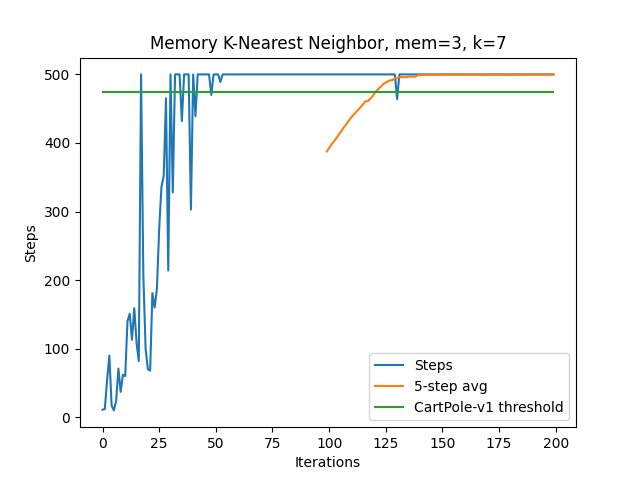 Memory K-Nearest Neighbor, mem=3, k=7
Steps
500
400
300
200
100
0
0
25
50
75
100
125
150
175
200
Iterations
Steps
5-step avg
CartPole-v1 threshold